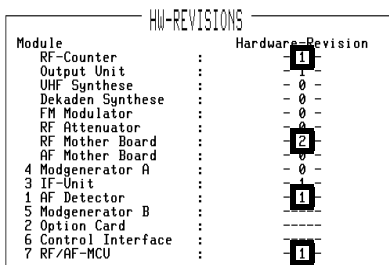 HW-REVISIONS
Module Hardware-Revision
RF-Counter : - 1 -
Output Unit : - 1 -
UHF Synthese : - 0 -
Dekaden Synthese : - 0 -
FM Modulator : - 0 -
RF Attenuator : - 0 -
RF Mother Board : - 2 -
AF Mother Board : - 0 -
4 Modgenerator A : - 0 -
3 IF-Unit : - 1 -
1 AF Detector : - 1 -
5 Modgenerator B : -----
2 Option Card : -----
6 Control Interface : -----
7 RF/AF-MCU : - 1 -